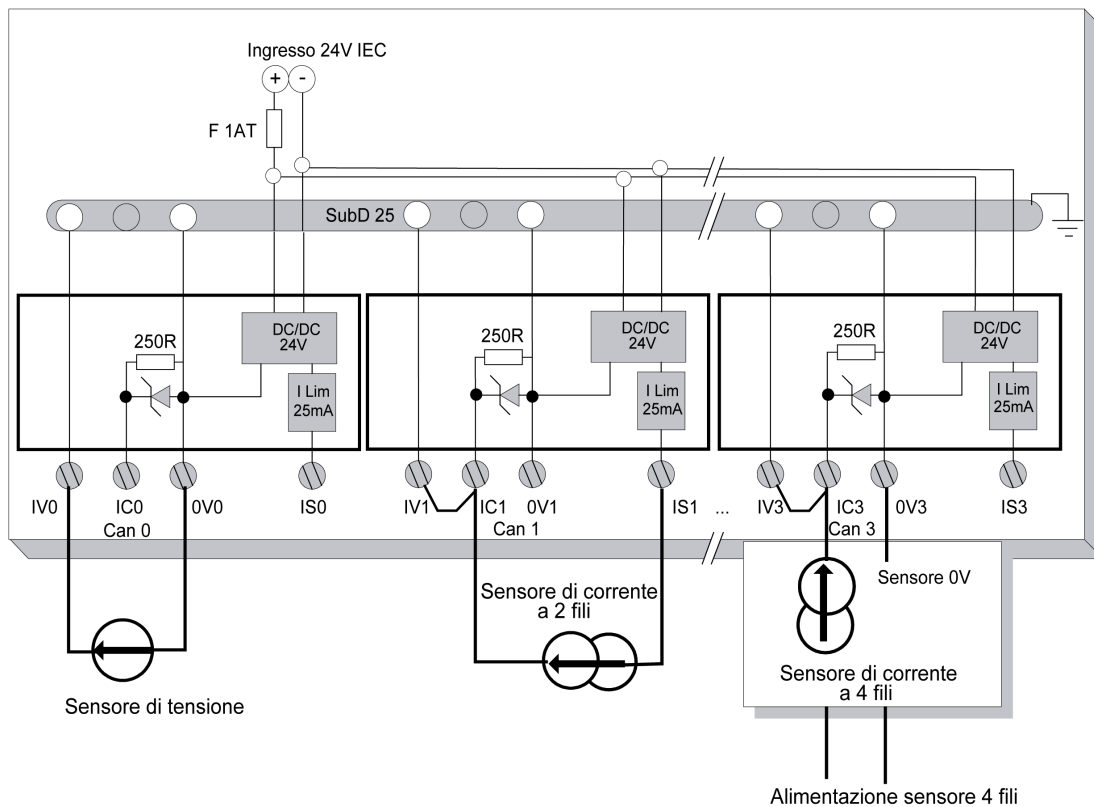 Ingresso 24V IEC
+ -
F 1AT
SubD 25
250R
DC/DC
24V
I Lim
25mA
250R
DC/DC
24V
I Lim
25mA
250R
DC/DC
24V
I Lim
25mA
IV0 IC0 0V0 IS0
Can 0
IV1 IC1 0V1 IS1 ...
Can 1
IV3 IC3 0V3 IS3
Can 3
Sensore di tensione
Sensore di corrente
a 2 fili
Sensore 0V
Sensore di corrente
a 4 fili
Alimentazione sensore 4 fili